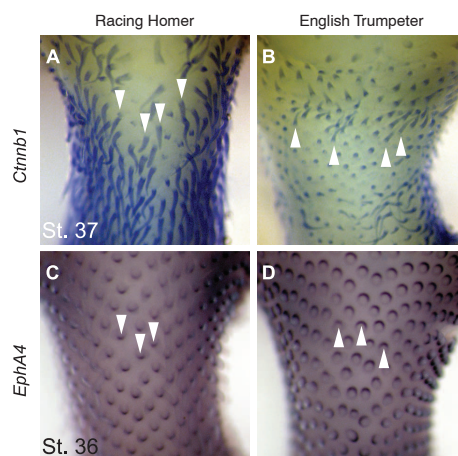 Racing Homer
English Trumpeter
Ctnnb1
A
B
St. 37
EphA4
C
D
St. 36